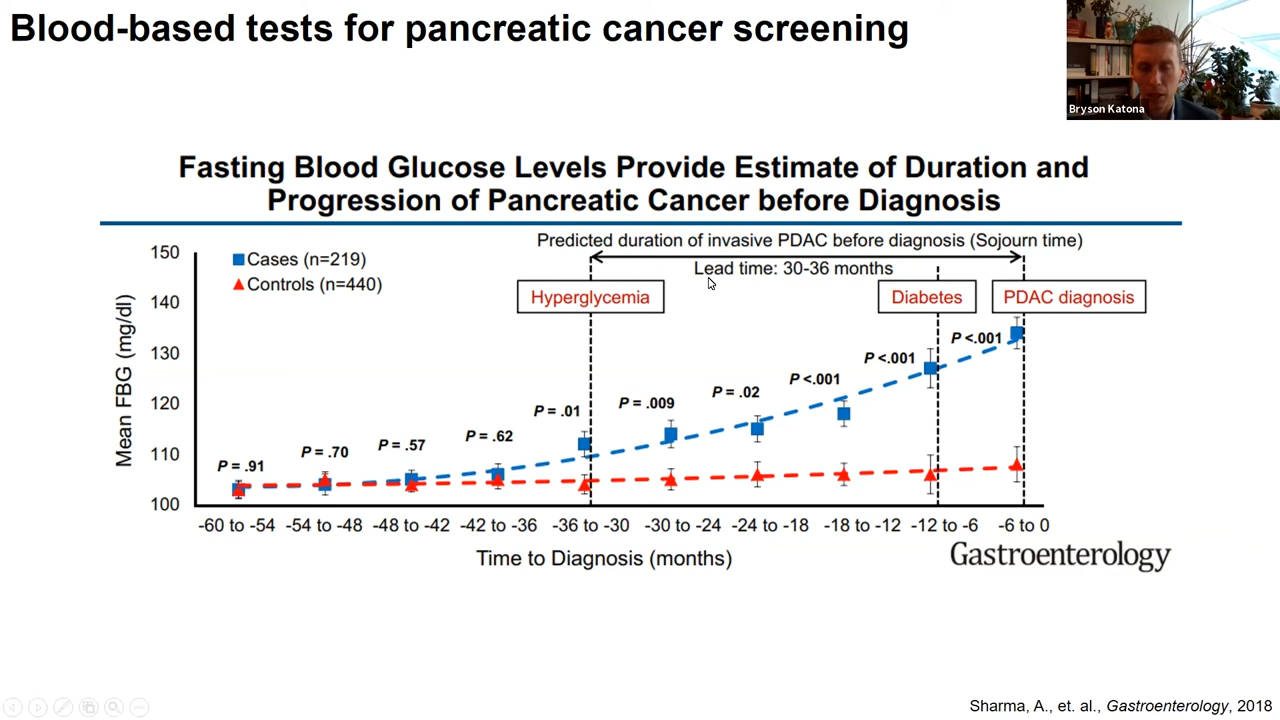 Blood-based tests for pancreatic cancer screening
Bryson Katona
Fasting Blood Glucose Levels Provide Estimate of Duration and
Progression of Pancreatic Cancer before Diagnosis
Predicted duration of invasive PDAC before diagnosis (Sojourn time)
Lead time: 30-36 months
Cases (n=219)
Controls (n=440)
Hyperglycemia
Diabetes
PDAC diagnosis
Mean FBG (mg/dl)
150
140
130
120
110
100
P = .91
P = .70
P = .57
P = .62
P = .01
P = .009
P = .02
P <.001
P <.001
P <.001
-60 to -54
-54 to -48
-48 to -42
-42 to -36
-36 to -30
-30 to -24
-24 to -18
-18 to -12
-12 to -6
-6 to 0
Time to Diagnosis (months)
Gastroenterology
Sharma, A., et. al., Gastroenterology, 2018